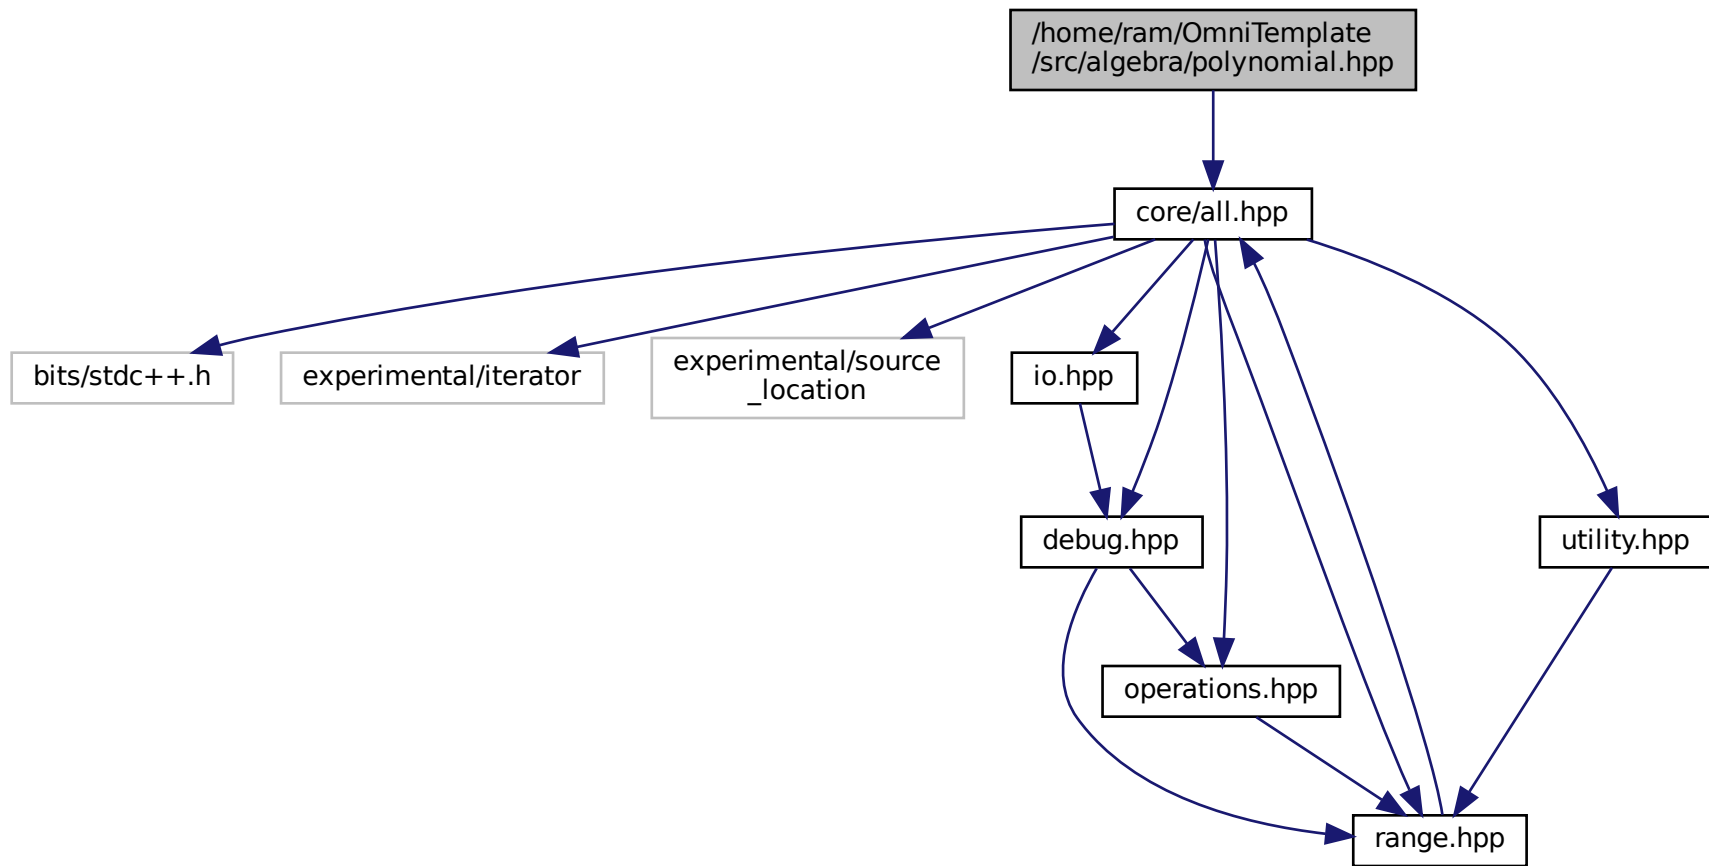 /home/ram/OmniTemplate
/src/algebra/polynomial.hpp
core/all.hpp
bits/stdc++.h
experimental/iterator
experimental/source
_location
io.hpp
debug.hpp
utility.hpp
operations.hpp
range.hpp